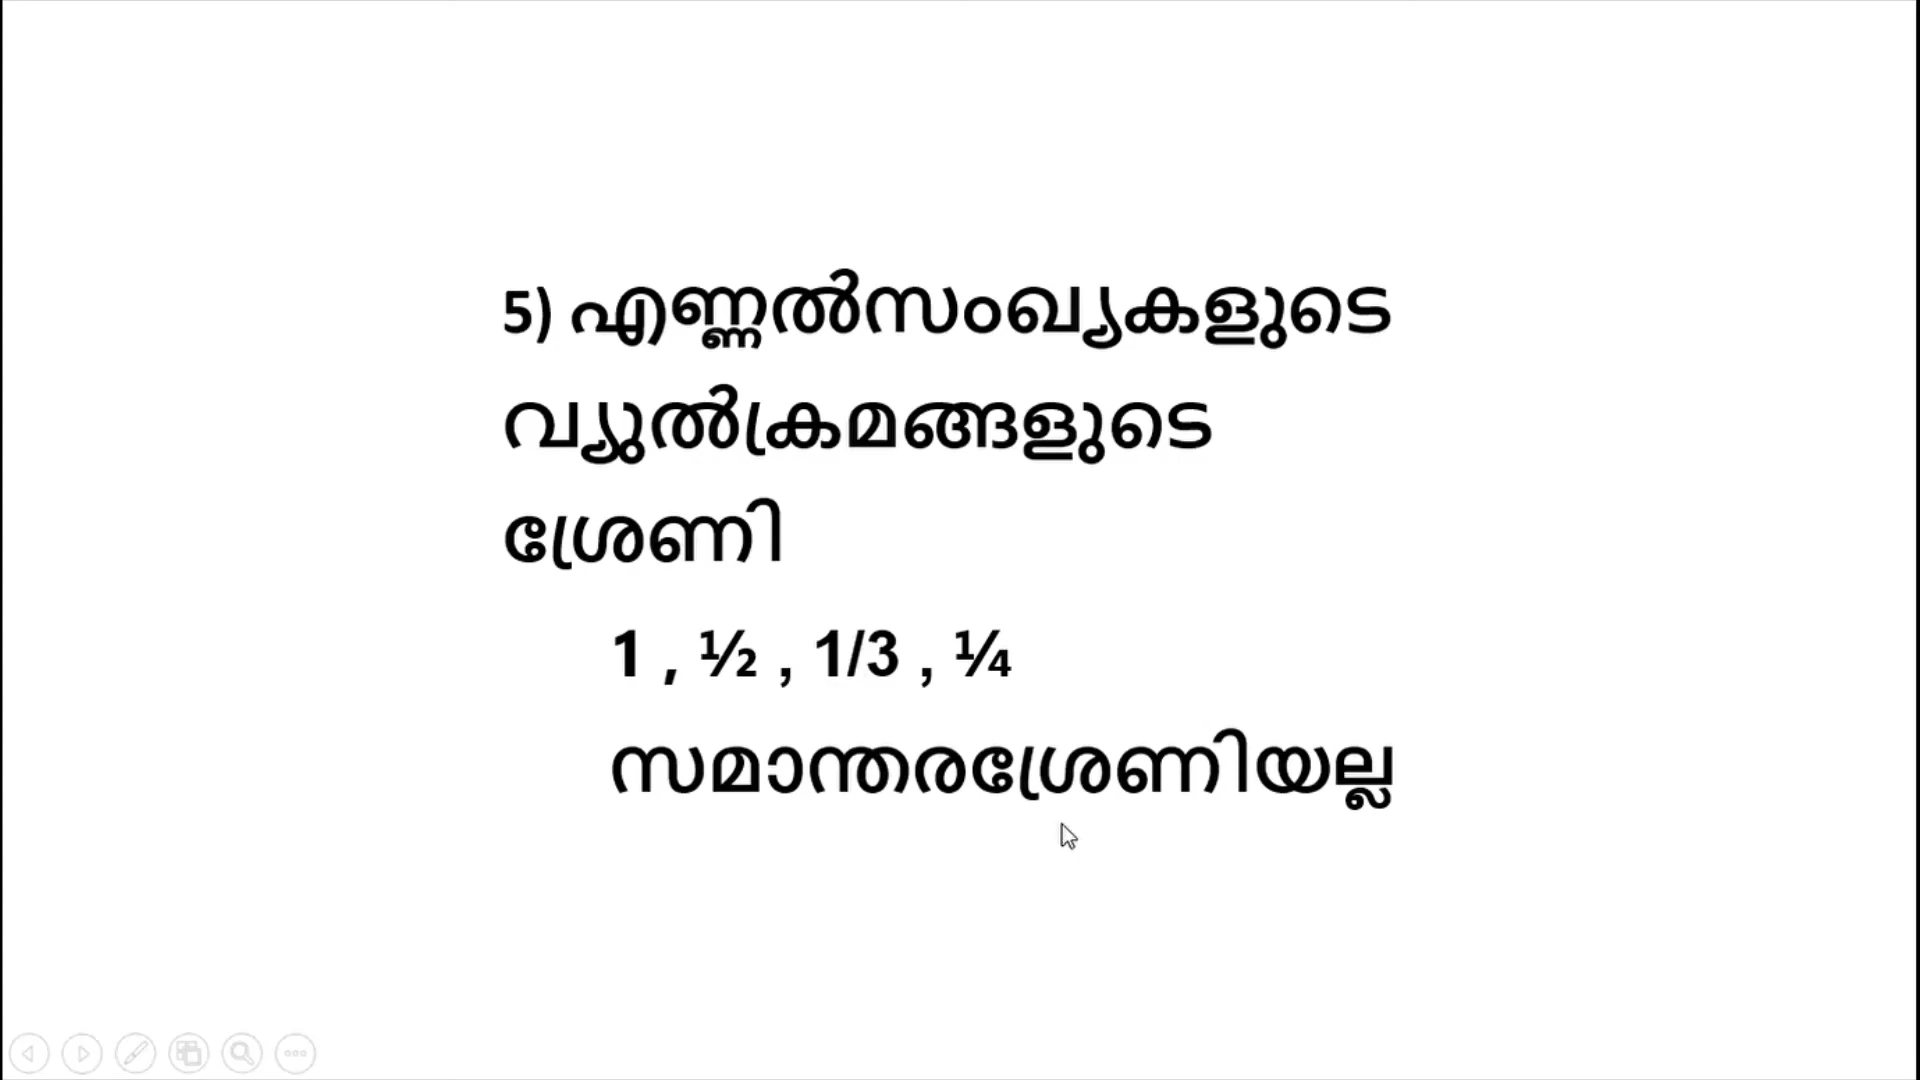 5) എണ്ണൽസംഖ്യകളുടെ
വ്യുൽക്രമങ്ങളുടെ
ശ്രേണി
1 , ½ , 1/3 , ¼
സമാന്തരശ്രേണിയല്ല